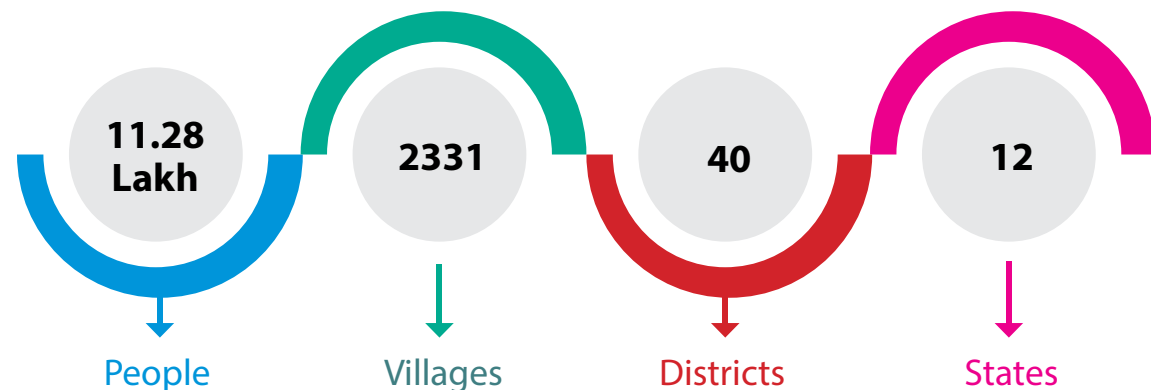 11.28
Lakh
2331
40
12
People
Villages
Districts
States